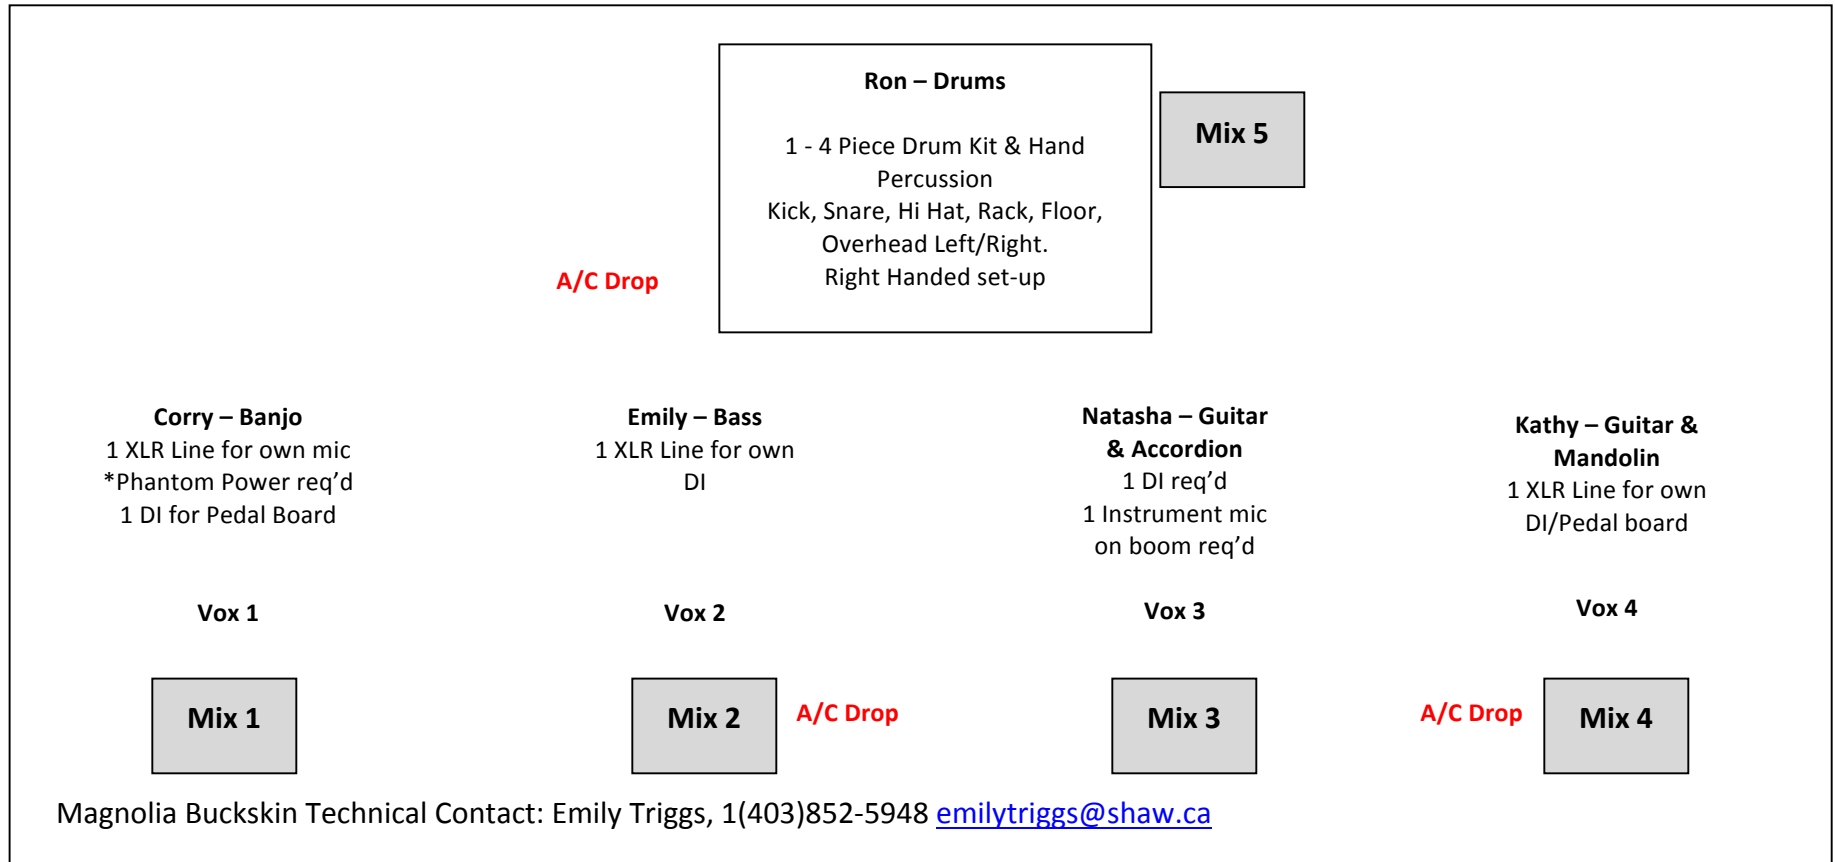 Ron – Drums
1 - 4 Piece Drum Kit & Hand
Percussion
Kick, Snare, Hi Hat, Rack, Floor,
Overhead Left/Right.
Right Handed set-up
Mix 5
A/C Drop
Corry – Banjo
1 XLR Line for own mic
*Phantom Power req’d
1 DI for Pedal Board
Emily – Bass
1 XLR Line for own
DI
Natasha – Guitar
& Accordion
1 DI req’d
1 Instrument mic
on boom req’d
Kathy – Guitar &
Mandolin
1 XLR Line for own
DI/Pedal board
Vox 1
Vox 2
Vox 3
Vox 4
Mix 1
Mix 2
A/C Drop
Mix 3
A/C Drop
Mix 4
Magnolia Buckskin Technical Contact: Emily Triggs, 1(403)852-5948 emilytriggs@shaw.ca